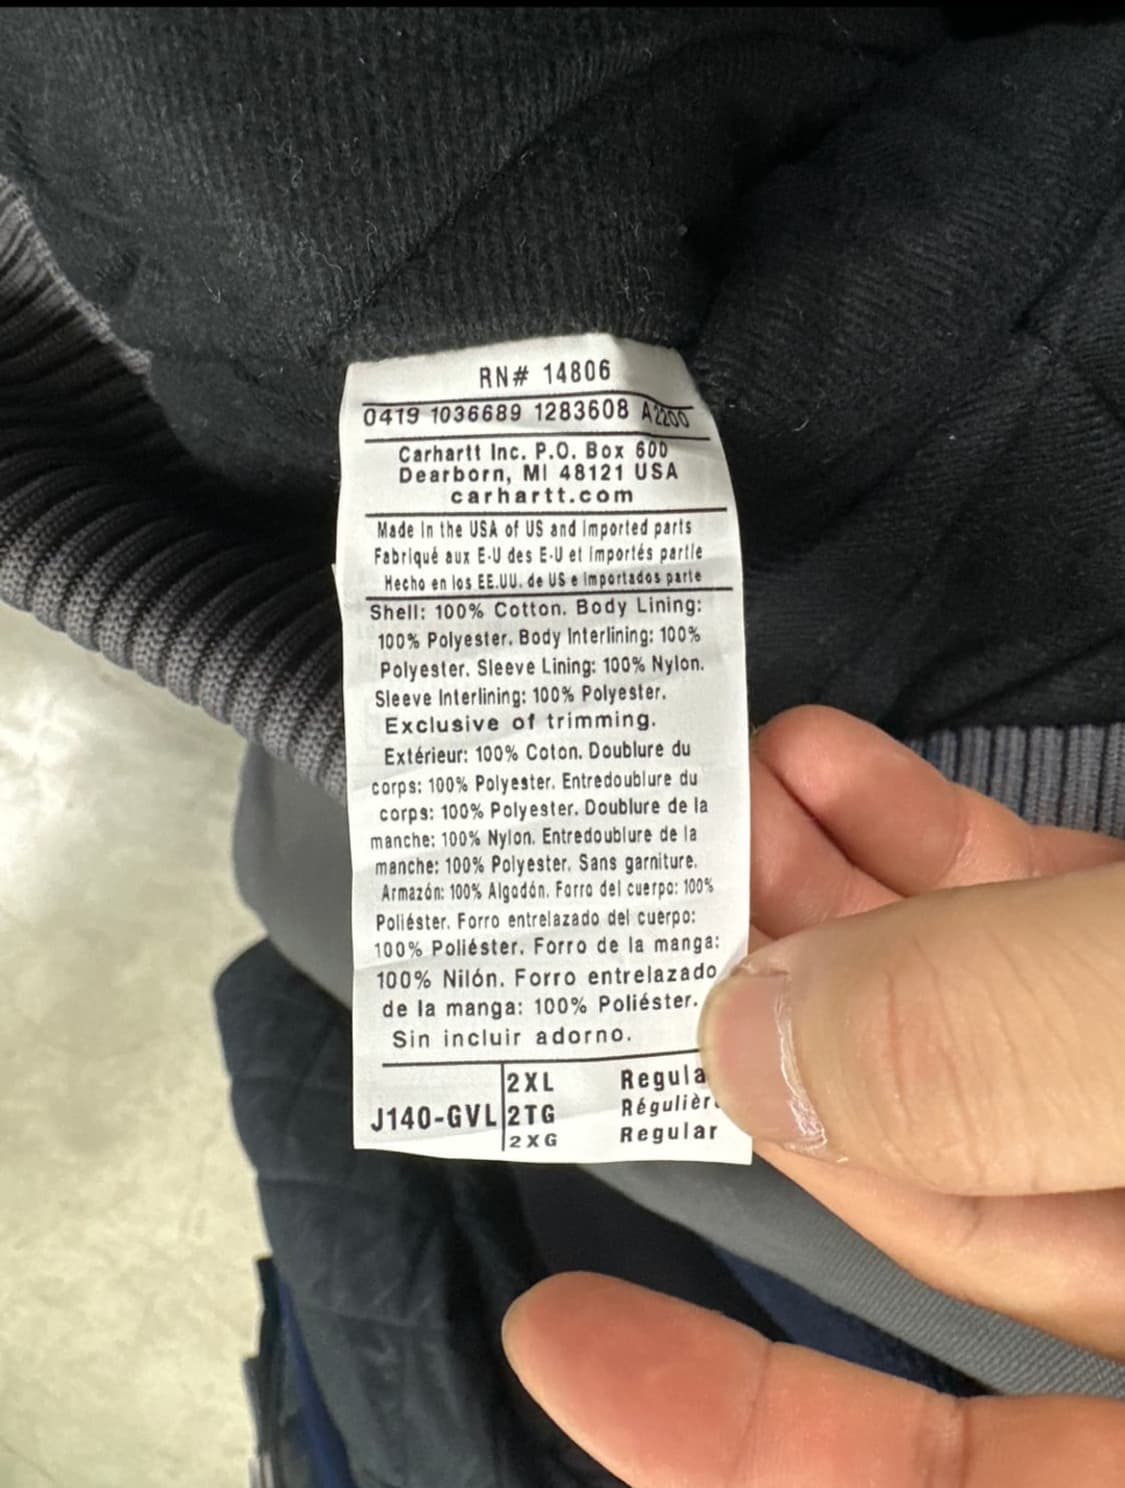 RN# 14806
0419 1036689 1283608 A2200
Carhartt Inc. P.O. Box 600
Dearborn, MI 48121 USA
carhartt.com
Made in the USA of US and Imported parts
Fabriqué aux E-U des E-U et importés partie
Hecho en los EE.UU. de US e importados parte
Shell: 100% Cotton. Body Lining:
100% Polyester. Body Interlining: 100%
Polyester. Sleeve Lining: 100% Nylon.
Sleeve Interlining: 100% Polyester.
Exclusive of trimming.
Extérieur: 100% Coton. Doublure du
corps: 100% Polyester. Entredoublure du
corps: 100% Polyester. Doublure de la
manche: 100% Nylon. Entredoublure de la
manche: 100% Polyester. Sans garniture.
Armazón: 100% Algodón. Forro del cuerpo: 100%
Poliéster. Forro entrelazado del cuerpo:
100% Poliéster. Forro de la manga:
100% Nilón. Forro entrelazado
de la manga: 100% Poliéster.
Sin incluir adorno.
2XL Regula
J140-GVL 2TG Régulièr
2XG Regular